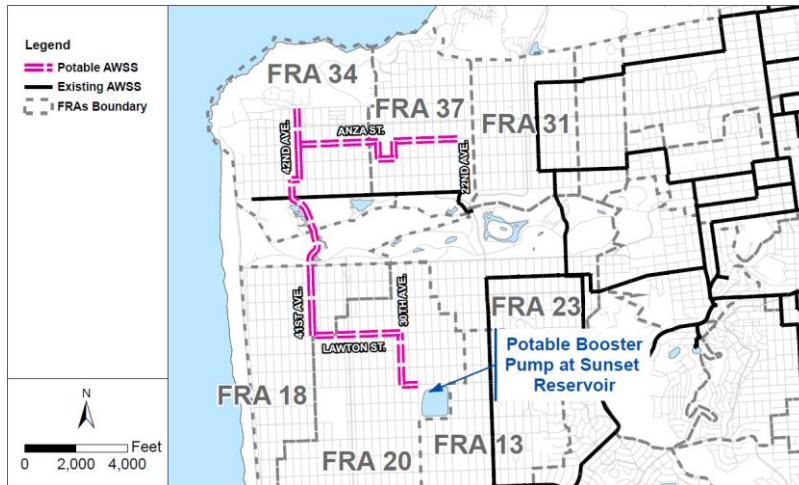 Legend
Potable AWSS
Existing AWSS
FRAs Boundary
FRA 34
FRA 37
FRA 31
ANZA ST.
42ND AVE.
22ND AVE.
41ST AVE.
30TH AVE.
LAWTON ST.
FRA 23
Potable Booster
Pump at Sunset
Reservoir
FRA 18
FRA 13
FRA 20
N
Feet
0 2,000 4,000